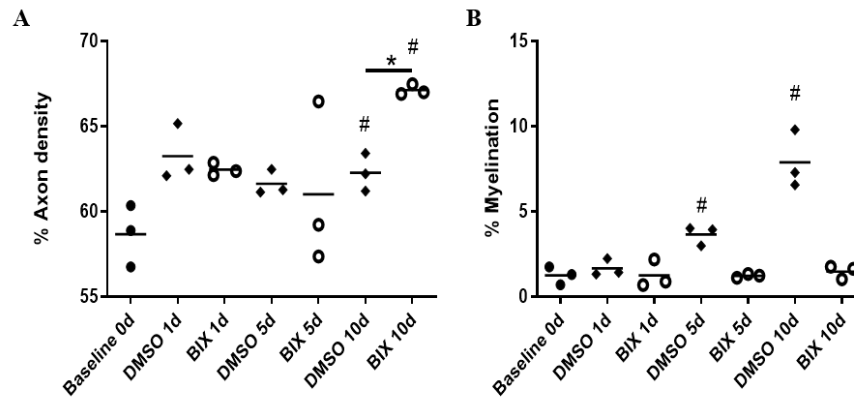 A
% Axon density
70
65
60
55
#
*
#
Baseline 0d
DMSO 1d
BIX 1d
DMSO 5d
BIX 5d
DMSO 10d
BIX 10d
B
% Myelination
15
10
5
0
#
#
Baseline 0d
DMSO 1d
BIX 1d
DMSO 5d
BIX 5d
DMSO 10d
BIX 10d